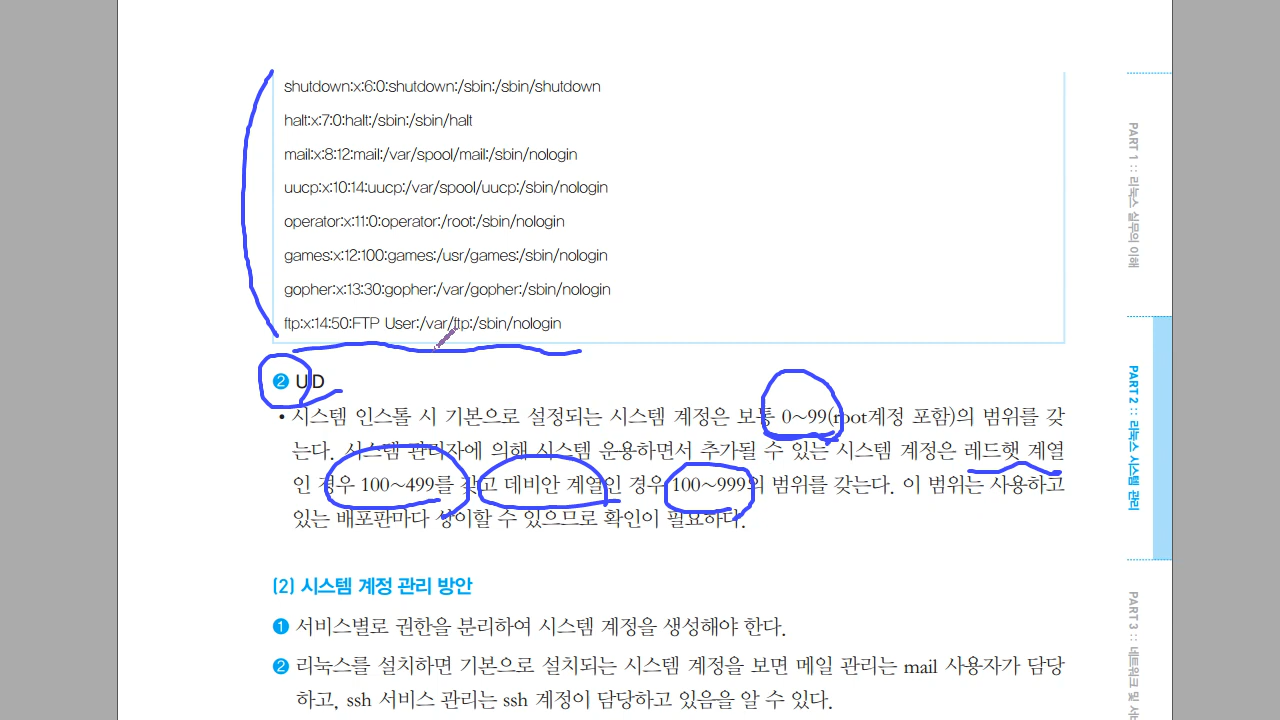 shutdown:x:6:0:shutdown:/sbin:/sbin/shutdown
halt:x:7:0:halt:/sbin:/sbin/halt
mail:x:8:12:mail:/var/spool/mail:/sbin/nologin
uucp:x:10:14:uucp:/var/spool/uucp:/sbin/nologin
operator:x:11:0:operator:/root:/sbin/nologin
games:x:12:100:games:/usr/games:/sbin/nologin
gopher:x:13:30:gopher:/var/gopher:/sbin/nologin
ftp:x:14:50:FTP User:/var/ftp:/sbin/nologin
❷ UID
• 시스템 인스톨 시 기본으로 설정되는 시스템 계정은 보통 0~99(root계정 포함)의 범위를 갖
는다. 시스템 관리자에 의해 시스템 운용하면서 추가될 수 있는 시스템 계정은 레드햇 계열
인 경우 100~499를 갖고 데비안 계열인 경우 100~999의 범위를 갖는다. 이 범위는 사용하고
있는 배포판마다 상이할 수 있으므로 확인이 필요하다.
(2) 시스템 계정 관리 방안
❶ 서비스별로 권한을 분리하여 시스템 계정을 생성해야 한다.
❷ 리눅스를 설치하면 기본으로 설치되는 시스템 계정을 보면 메일 관리는 mail 사용자가 담당
하고, ssh 서비스 관리는 ssh 계정이 담당하고 있음을 알 수 있다.
PART 1 :: 리눅스 실무의 이해
PART 2 :: 리눅스 시스템 관리
PART 3 :: 네트워크 및